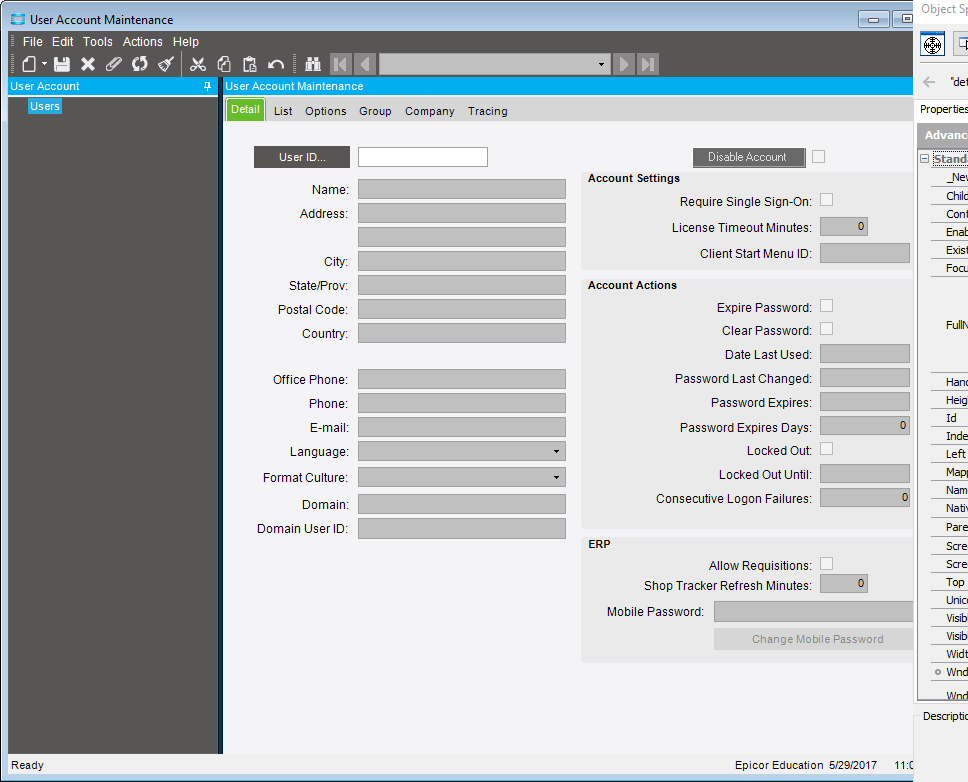 User Account Maintenance
File Edit Tools Actions Help
User Account
Users
User Account Maintenance
Detail List Options Group Company Tracing
User ID...
Name:
Address:
City:
State/Prov:
Postal Code:
Country:
Office Phone:
Phone:
E-mail:
Language:
Format Culture:
Domain:
Domain User ID:
Disable Account
Account Settings
Require Single Sign-On:
License Timeout Minutes: 0
Client Start Menu ID:
Account Actions
Expire Password:
Clear Password:
Date Last Used:
Password Last Changed:
Password Expires:
Password Expires Days: 0
Locked Out:
Locked Out Until:
Consecutive Logon Failures: 0
ERP
Allow Requisitions:
Shop Tracker Refresh Minutes: 0
Mobile Password:
Change Mobile Password
Ready
Epicor Education 5/29/2017 11:0
Object Sp
"det
Properties
Advanc
Standa
_New
Child
Cont
Enab
Exist
Focu
FullN
Hand
Heig
Id
Inde
Left
Mapp
Nam
Nativ
Pare
Scre
Scre
Top
Unic
Visib
Visib
Widt
Wnd
Wnd
Descriptio